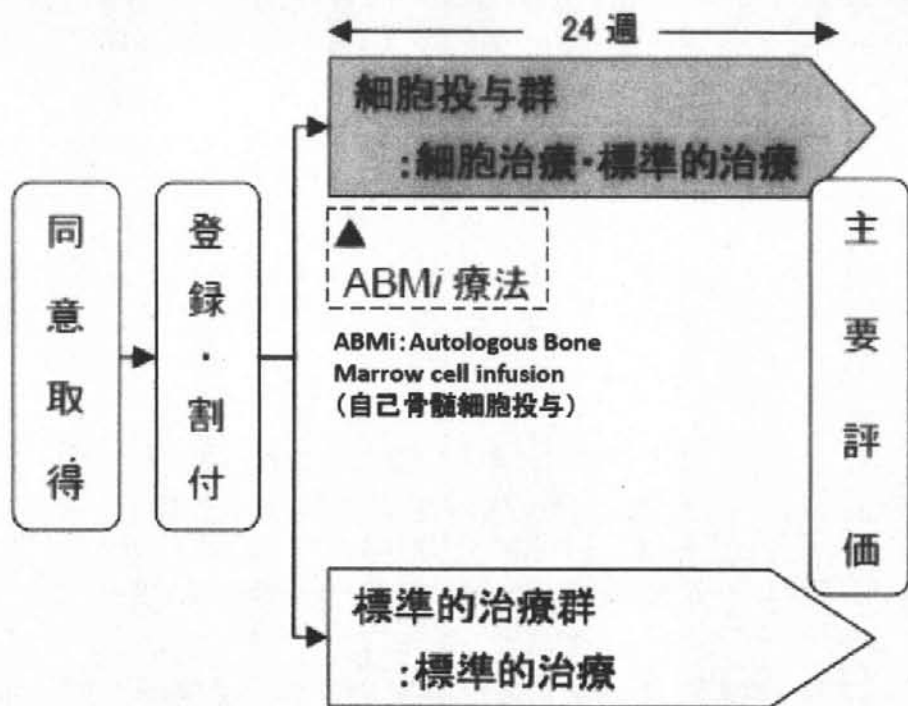 24 週
細胞投与群
:細胞治療・標準的治療
同意取得
登録・割付
▲
ABMi 療法
ABMi:Autologous Bone
Marrow cell infusion
(自己骨髄細胞投与)
主要評価
標準的治療群
:標準的治療